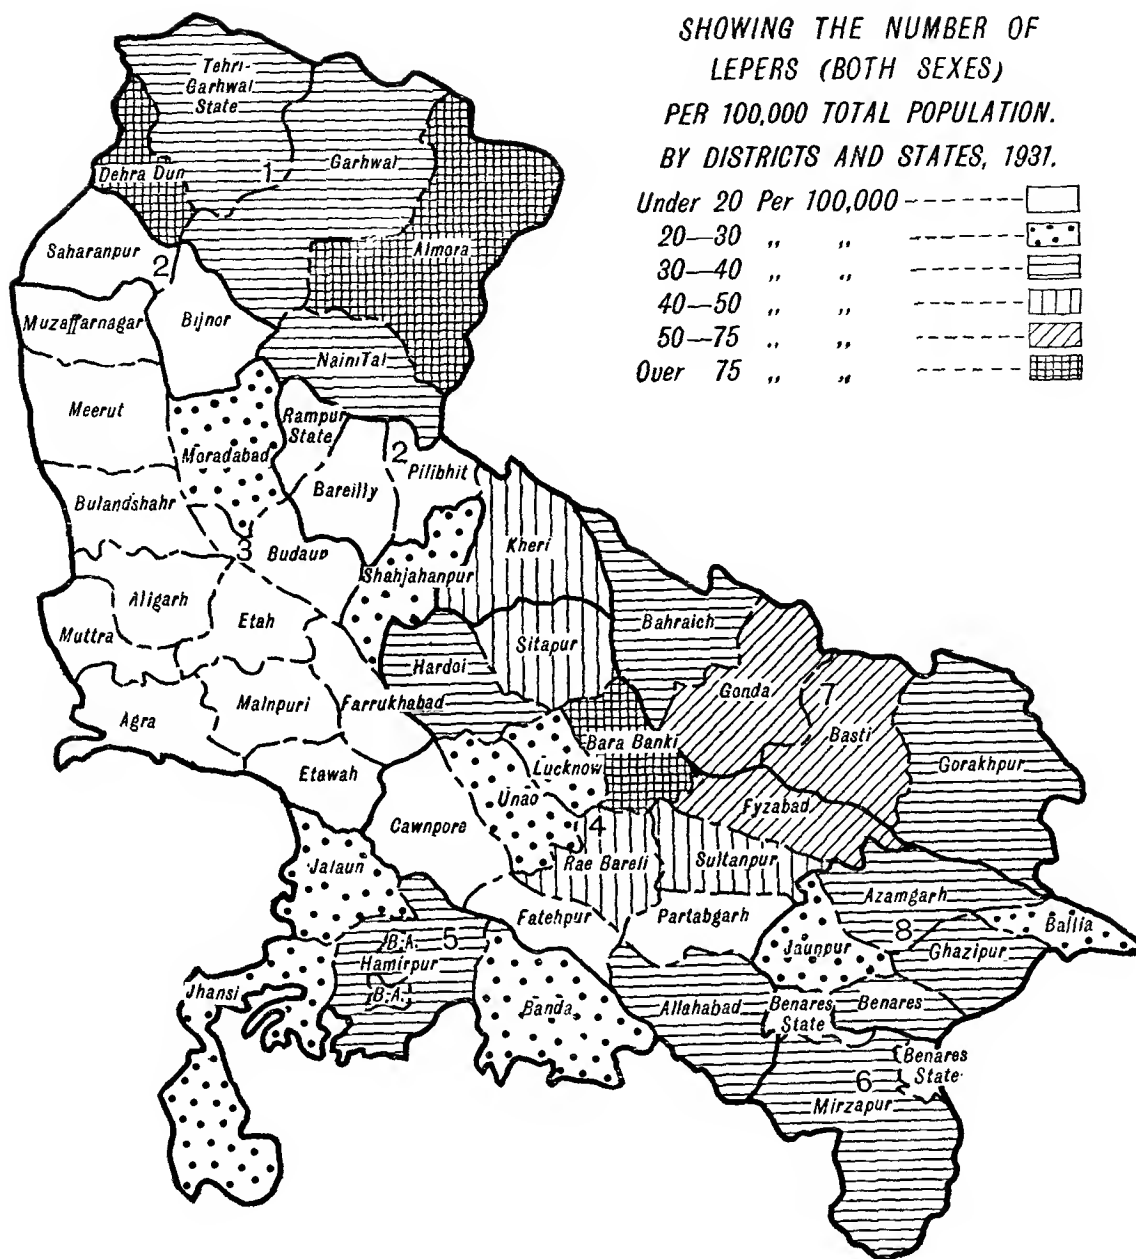 SHOWING THE NUMBER OF
LEPERS (BOTH SEXES)
PER 100,000 TOTAL POPULATION.
BY DISTRICTS AND STATES, 1931.
Under 20 Per 100,000
20—30 „ „
30—40 „ „
40—50 „ „
50—75 „ „
Over 75 „ „
Tehri-
Garhwal
State
Dehra Dun
1
Garhwal
Almora
Saharanpur
2
Muzaffarnagar
Bijnor
Naini Tal
Meerut
Moradabad
Rampur
State
2
Pilibhit
Bareilly
Bulandshahr
3
Budaun
Shahjahanpur
Kheri
Aligarh
Etah
Muttra
Bahraich
Sitapur
Hardoi
Agra
Mainpuri
Farrukhabad
Gonda
7
Basti
Gorakhpur
Etawah
Bara Banki
Lucknow
Unao
Fyzabad
Cawnpore
4
Rae Bareli
Sultanpur
Jalaun
Azamgarh
Fatehpur
Partabgarh
8
Ballia
B.A.
5
Hamirpur
B.A.
Jaunpur
Ghazipur
Jhansi
Banda
Allahabad
Benares
State
Benares
Benares
State
6
Mirzapur